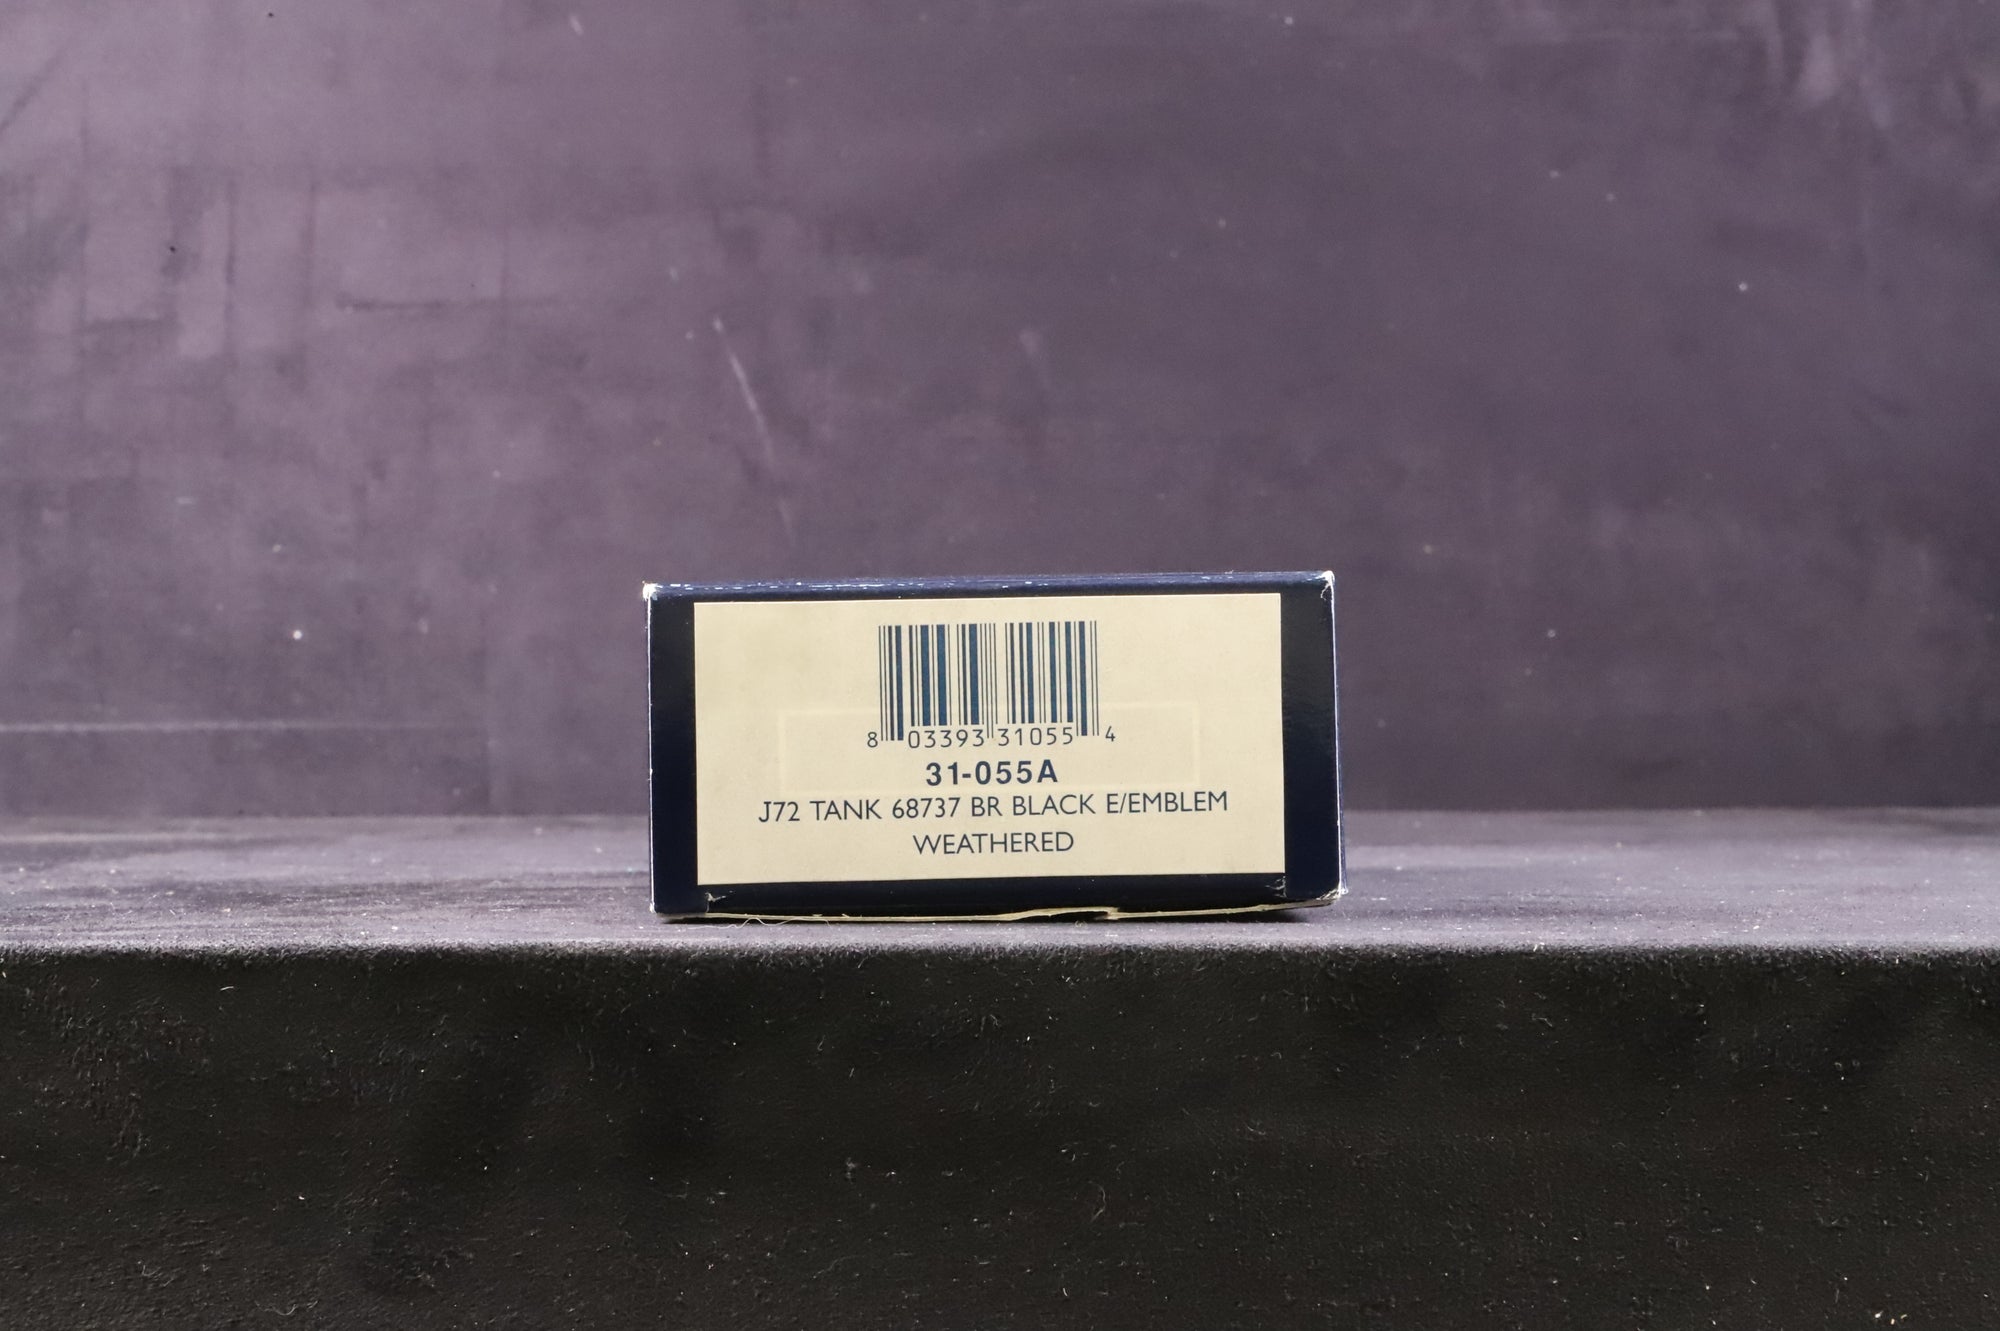 8 03393 31055 4
31-055A
J72 TANK 68737 BR BLACK E/EMBLEM
WEATHERED